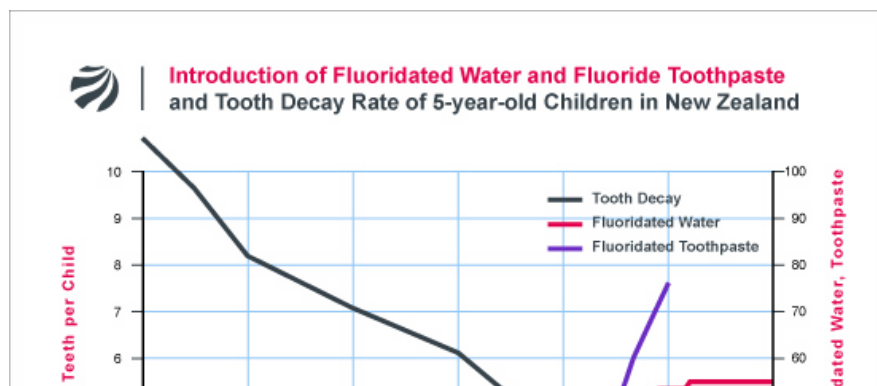 Introduction of Fluoridated Water and Fluoride Toothpaste
and Tooth Decay Rate of 5-year-old Children in New Zealand
10
100
Tooth Decay
9
Fluoridated Water
90
Fluoridated Toothpaste
8
80
7
70
6
60
Teeth per Child
Water, Toothpaste